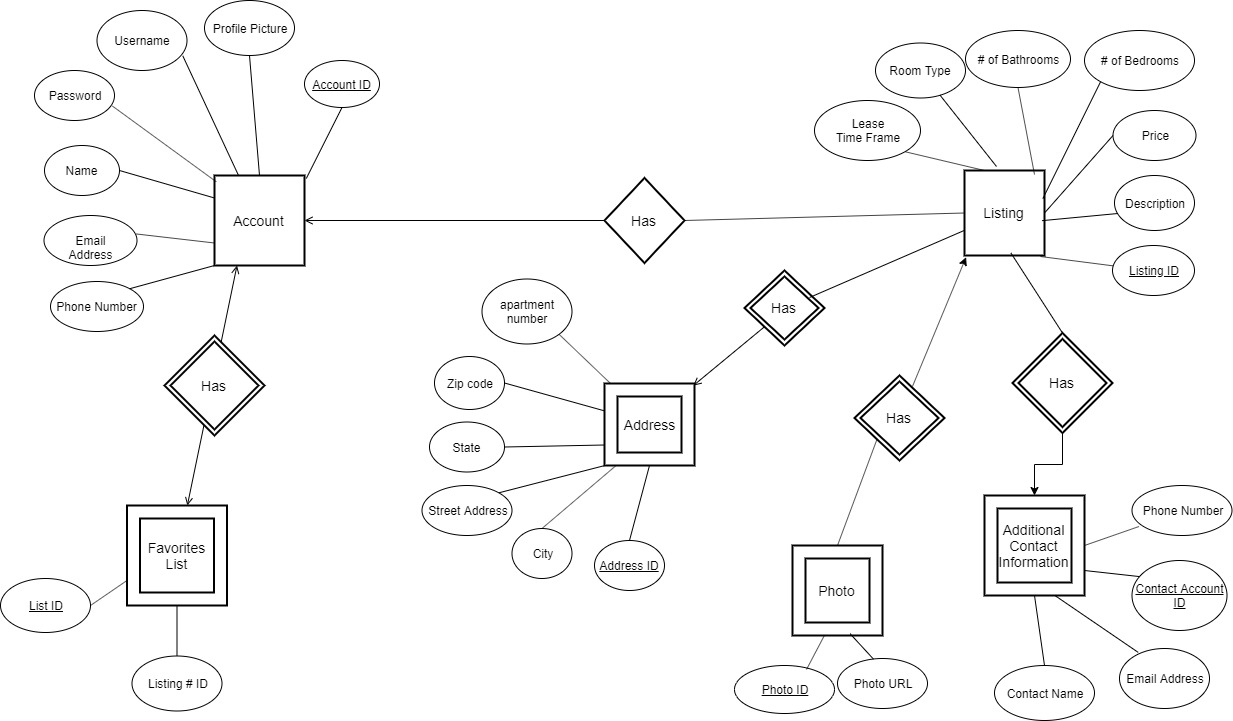 Profile Picture
Username
Account ID
Password
Name
Email
Address
Phone Number
Account
Has
Room Type
# of Bathrooms
# of Bedrooms
Lease
Time Frame
Price
Description
Listing ID
Listing
Has
Has
apartment
number
Zip code
State
Street Address
City
Address ID
Address
Has
Has
Favorites
List
List ID
Listing # ID
Photo
Photo ID
Photo URL
Additional
Contact
Information
Phone Number
Contact Account
ID
Email Address
Contact Name